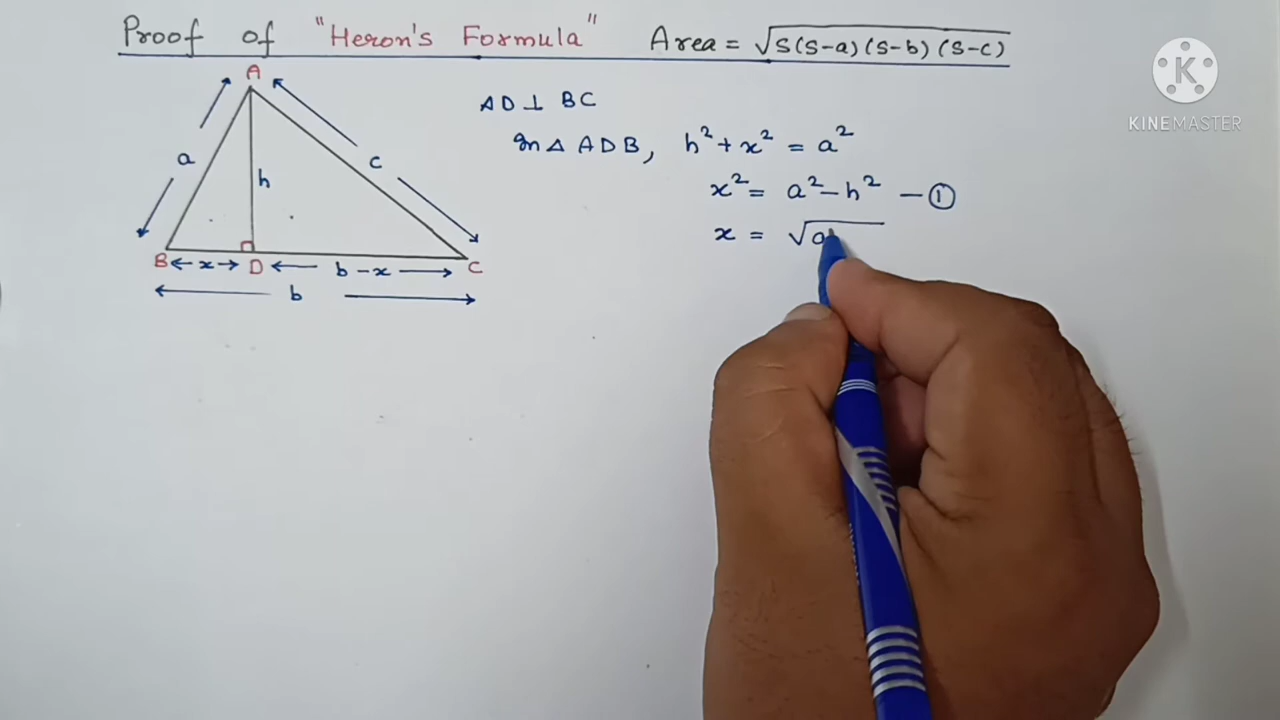 Proof of "Heron's Formula" Area = √S(S-a)(S-b)(S-c)
A
a
h
c
B
x
D
b-x
C
b
AD ⊥ BC
In △ ADB, h² + x² = a²
x² = a² - h² - ①
x = √a
K
KINEMASTER